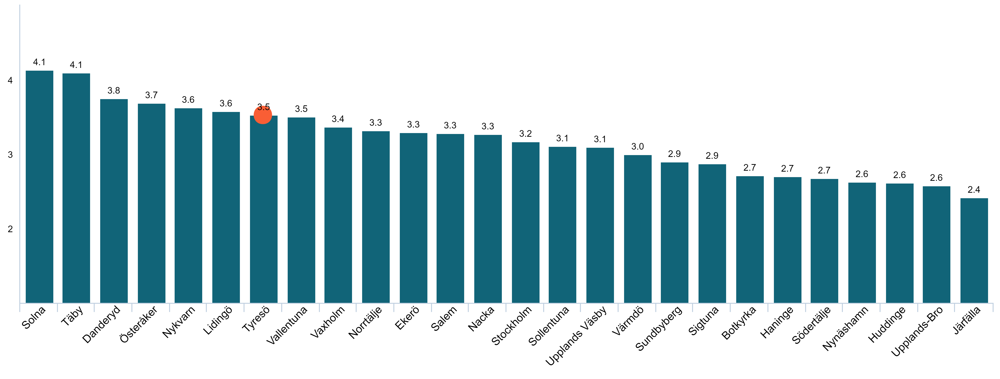 4.1
4.1
3.8
3.7
3.6
3.6
3.5
3.5
3.4
3.3
3.3
3.3
3.3
3.2
3.1
3.1
3.0
2.9
2.9
2.7
2.7
2.7
2.6
2.6
2.6
2.4
4
3
2
Solna
Täby
Danderyd
Österåker
Nykvarn
Lidingö
Tyresö
Vallentuna
Vaxholm
Norrtälje
Ekerö
Salem
Nacka
Stockholm
Sollentuna
Upplands Väsby
Värmdö
Sundbyberg
Sigtuna
Botkyrka
Haninge
Södertälje
Nynäshamn
Huddinge
Upplands-Bro
Järfälla